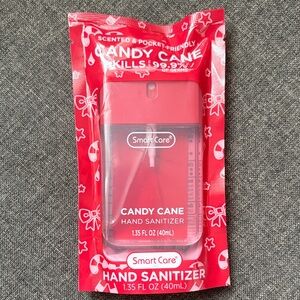 SCENTED & POCKET-FRIENDLY
CANDY CANE
KILLS 99.9%
Smart Care®
CANDY CANE
HAND SANITIZER
1.35 FL OZ (40mL)
Smart Care®
HAND SANITIZER
1.35 FL OZ (40mL)